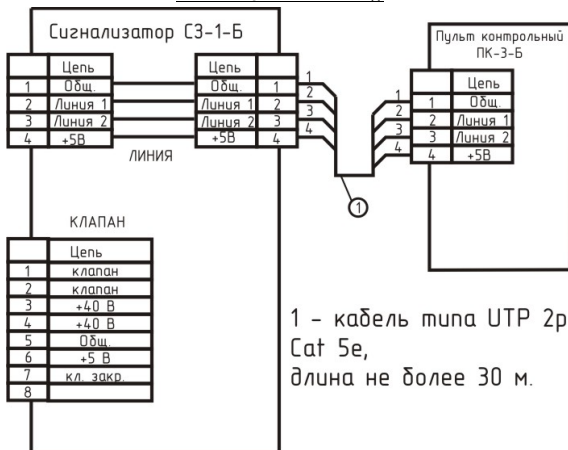 Сигнализатор СЗ-1-Б
Цепь
1 Общ.
2 Линия 1
3 Линия 2
4 +5В
Цепь
Общ. 1
Линия 1 2
Линия 2 3
+5В 4
ЛИНИЯ
1
2
3
4
1
2
3
4
1
Пульт контрольный
ПК-3-Б
Цепь
1 Общ.
2 Линия 1
3 Линия 2
4 +5В
КЛАПАН
Цепь
1 клапан
2 клапан
3 +40 В
4 +40 В
5 Общ.
6 +5 В
7 кл. закр.
8
1 - кабель типа UTP 2p
Cat 5e,
длина не более 30 м.